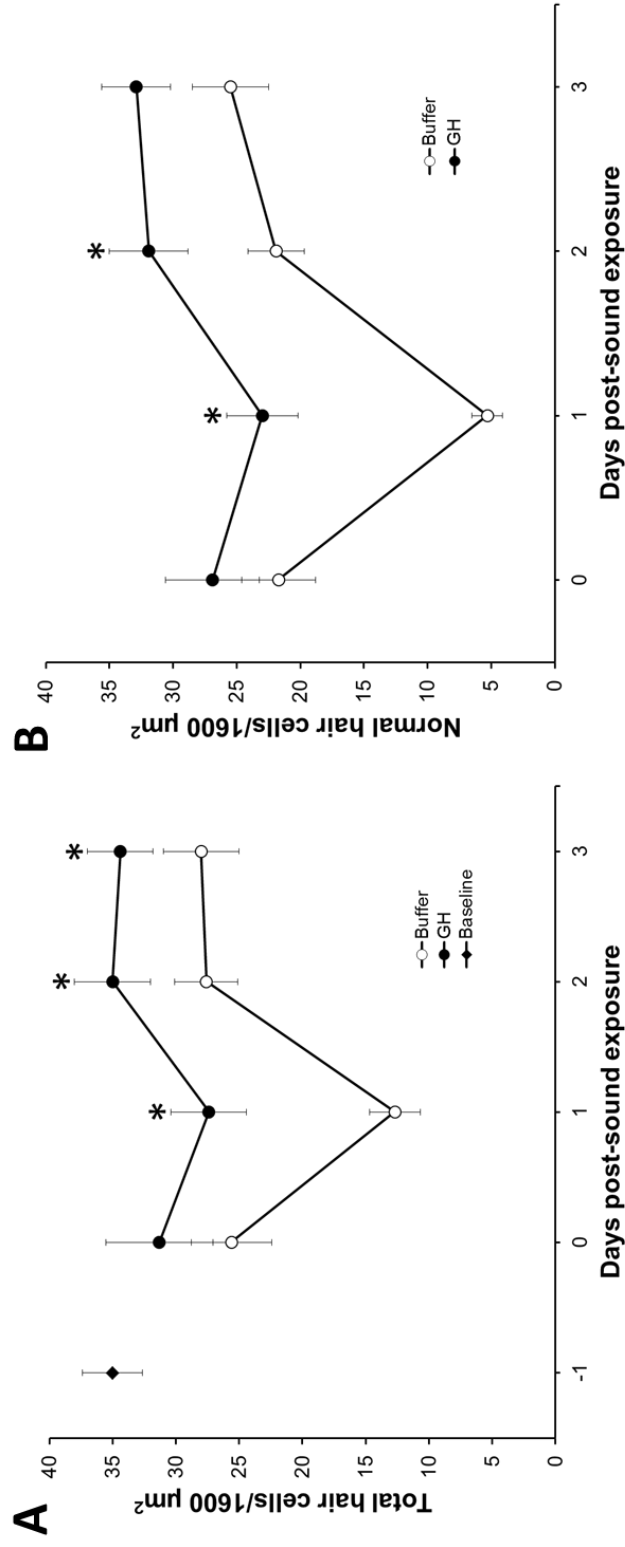 A
Total hair cells/1600 µm²
40
35
30
25
20
15
10
5
0
-1
0
1
2
3
Days post-sound exposure
*
*
*
Buffer
GH
Baseline
B
Normal hair cells/1600 µm²
40
35
30
25
20
15
10
5
0
0
1
2
3
Days post-sound exposure
*
*
Buffer
GH